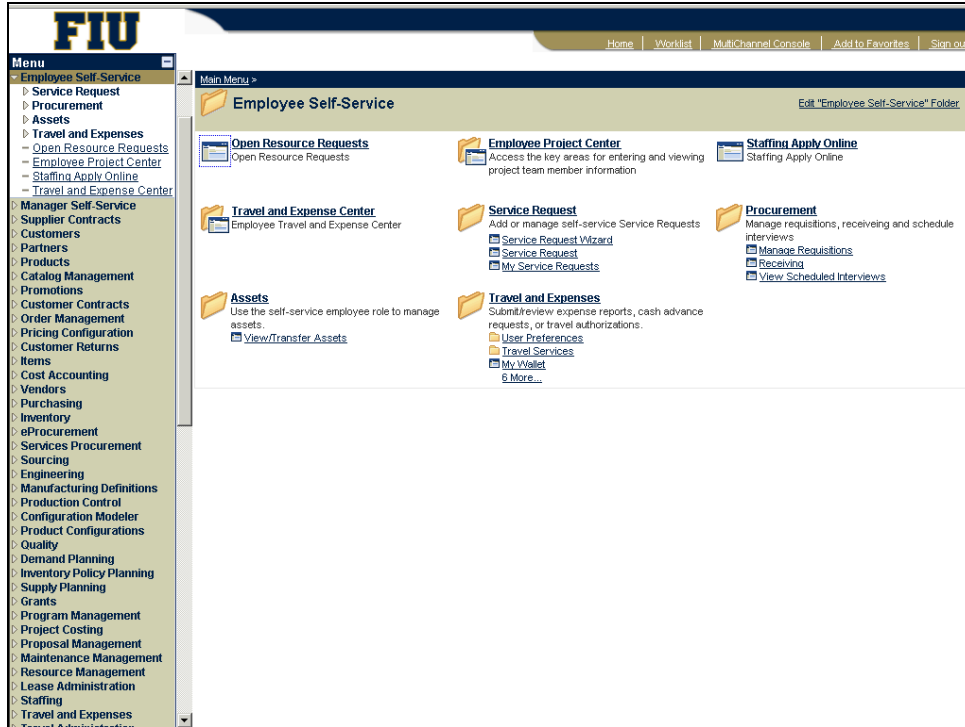 FIU
Home
Worklist
MultiChannel Console
Add to Favorites
Sign ou
Menu
Employee Self-Service
Service Request
Procurement
Assets
Travel and Expenses
Open Resource Requests
Employee Project Center
Staffing Apply Online
Travel and Expense Center
Manager Self-Service
Supplier Contracts
Customers
Partners
Products
Catalog Management
Promotions
Customer Contracts
Order Management
Pricing Configuration
Customer Returns
Items
Cost Accounting
Vendors
Purchasing
Inventory
eProcurement
Services Procurement
Sourcing
Engineering
Manufacturing Definitions
Production Control
Configuration Modeler
Product Configurations
Quality
Demand Planning
Inventory Policy Planning
Supply Planning
Grants
Program Management
Project Costing
Proposal Management
Maintenance Management
Resource Management
Lease Administration
Staffing
Travel and Expenses
Travel Administration
Main Menu >
Employee Self-Service
Edit "Employee Self-Service" Folder
Open Resource Requests
Open Resource Requests
Employee Project Center
Access the key areas for entering and viewing
project team member information
Staffing Apply Online
Staffing Apply Online
Travel and Expense Center
Employee Travel and Expense Center
Service Request
Add or manage self-service Service Requests
Service Request Wizard
Service Request
My Service Requests
Procurement
Manage requisitions, receiving and schedule
interviews
Manage Requisitions
Receiving
View Scheduled Interviews
Assets
Use the self-service employee role to manage
assets.
View/Transfer Assets
Travel and Expenses
Submit/review expense reports, cash advance
requests, or travel authorizations.
User Preferences
Travel Services
My Wallet
6 More...